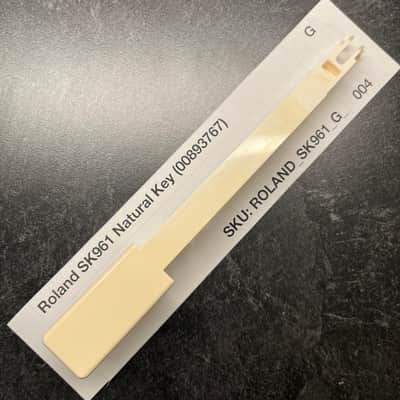 G
Roland SK961 Natural Key (00893767)
SKU: ROLAND_SK961_G_ 004